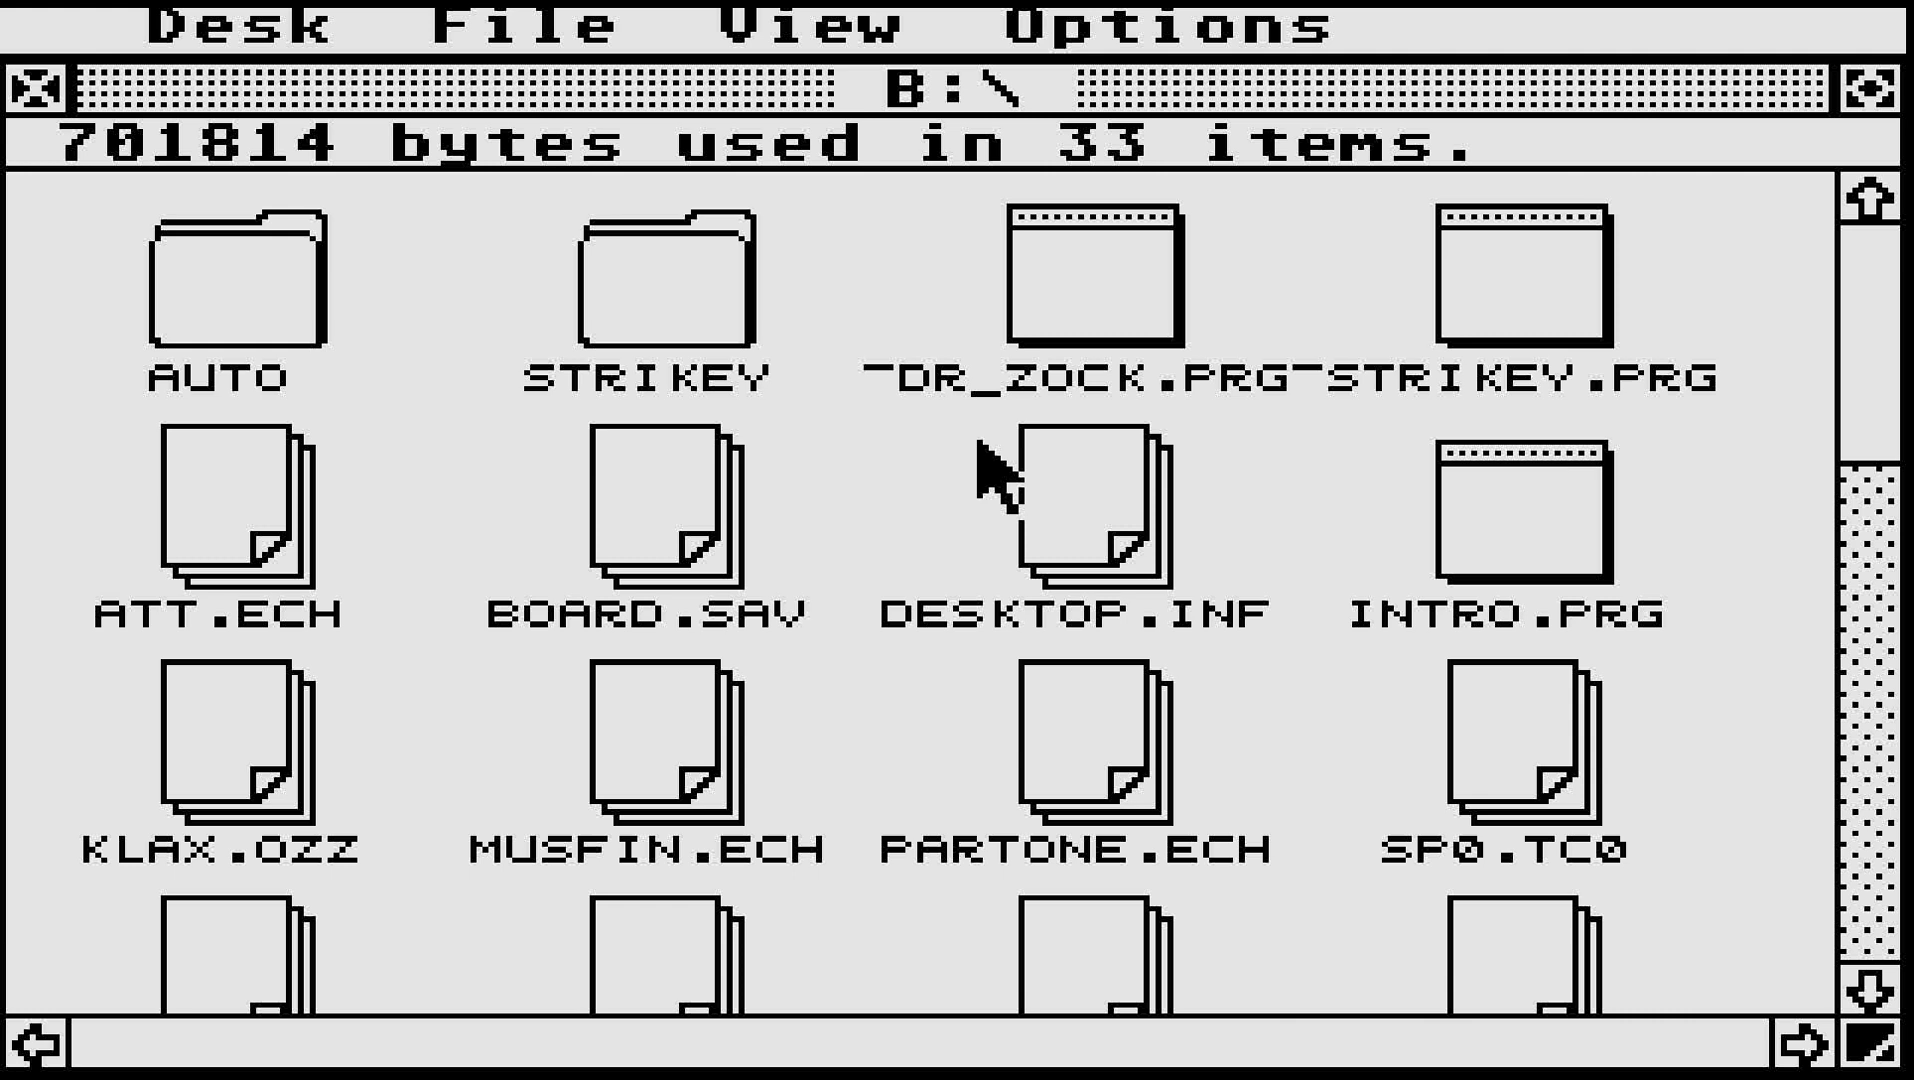 Desk File View Options
B:\
701814 bytes used in 33 items.
AUTO STRIKEY ¯DR_ZOCK.PRG ¯STRIKEY.PRG
ATT.ECH BOARD.SAV DESKTOP.INF INTRO.PRG
KLAX.OZZ MUSFIN.ECH PARTONE.ECH SP0.TC0